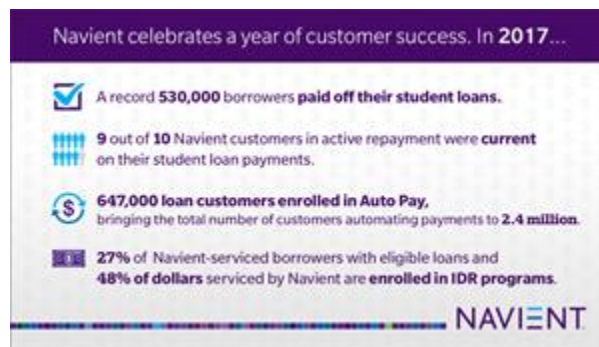 Navient celebrates a year of customer success. In 2017...
A record 530,000 borrowers paid off their student loans.
9 out of 10 Navient customers in active repayment were current
on their student loan payments.
647,000 loan customers enrolled in Auto Pay,
bringing the total number of customers automating payments to 2.4 million.
27% of Navient-serviced borrowers with eligible loans and
48% of dollars serviced by Navient are enrolled in IDR programs.
NAVIENT